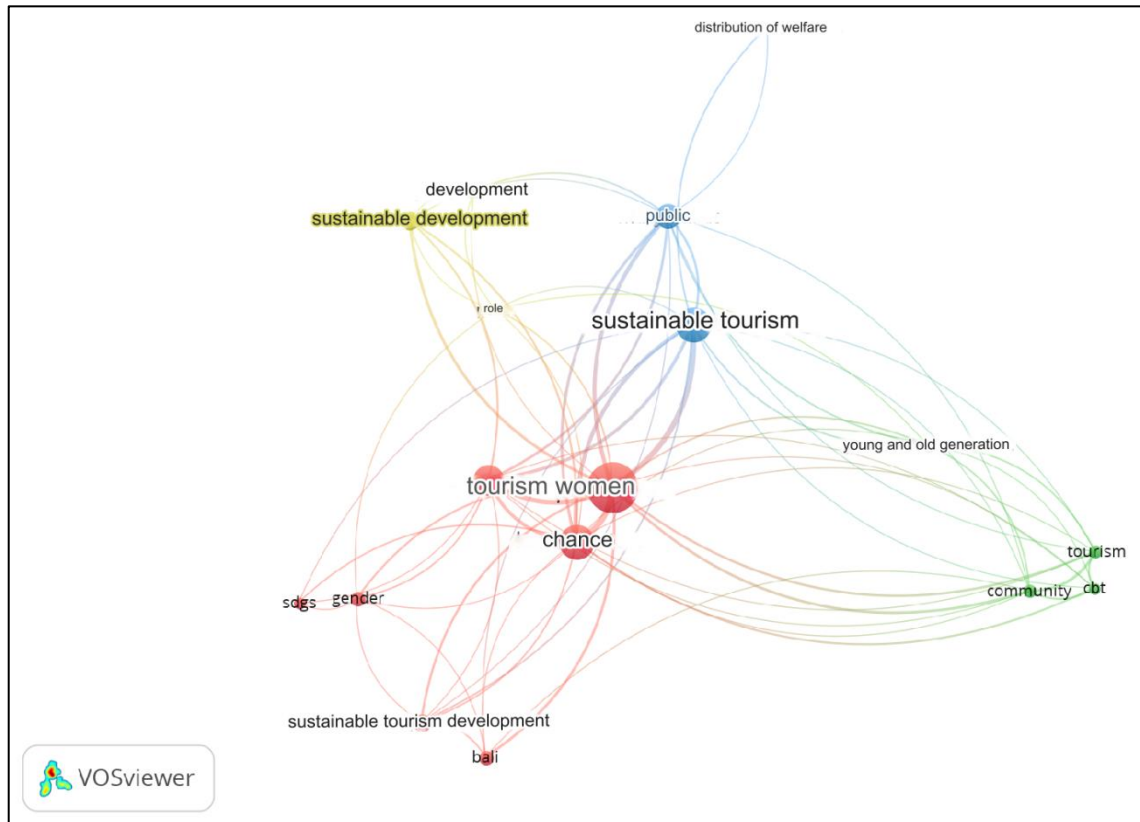 distribution of welfare
development
sustainable development
public
role
sustainable tourism
young and old generation
tourism women
chance
tourism
community
cbt
sdgs
gender
sustainable tourism development
bali
VOSviewer